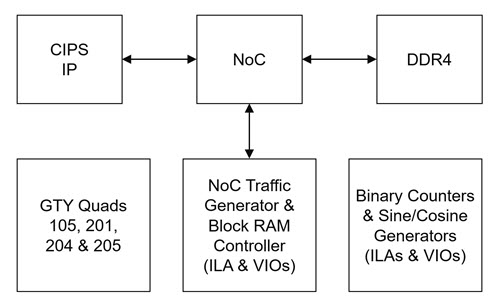 CIPS
IP
NoC
DDR4
GTY Quads
105, 201,
204 & 205
NoC Traffic
Generator &
Block RAM
Controller
(ILA & VIOs)
Binary Counters
& Sine/Cosine
Generators
(ILAs & VIOs)